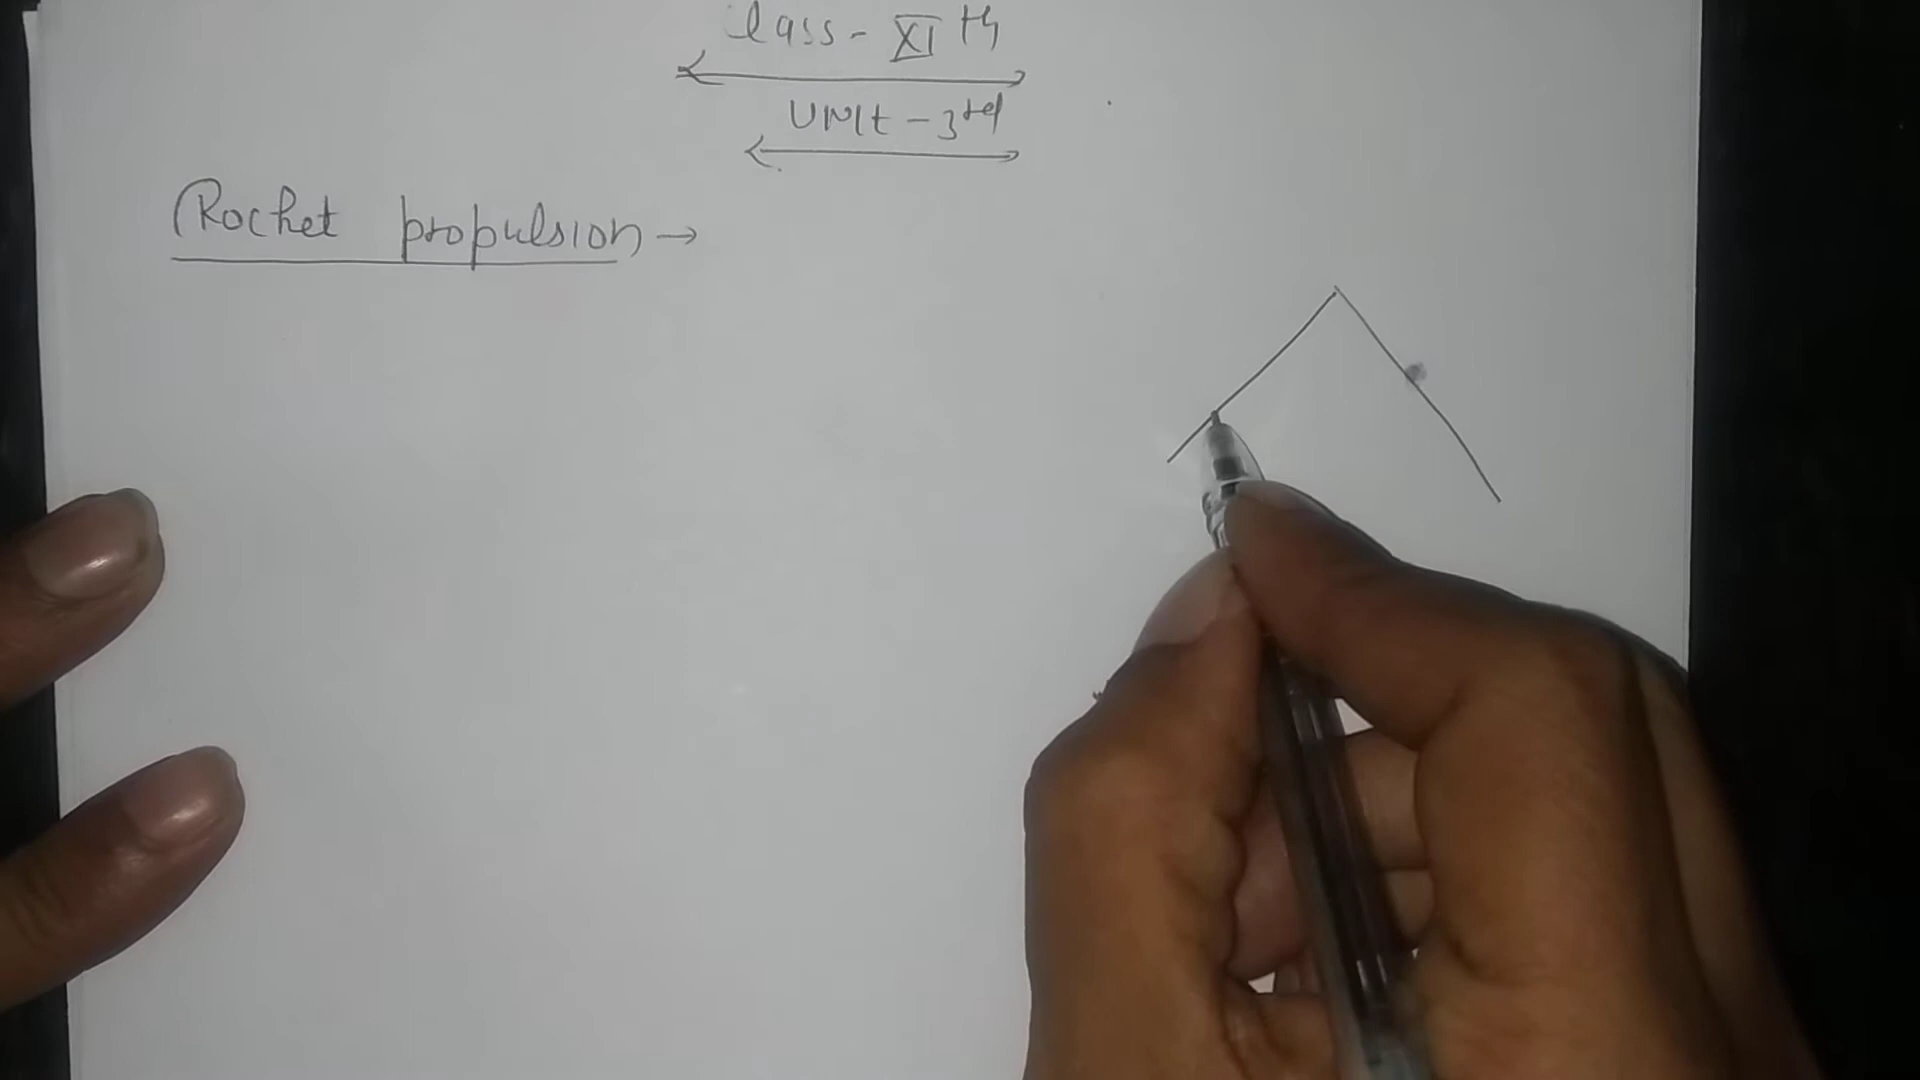 Class - XIth
UNIt - 3rd
Rocket propulsion →